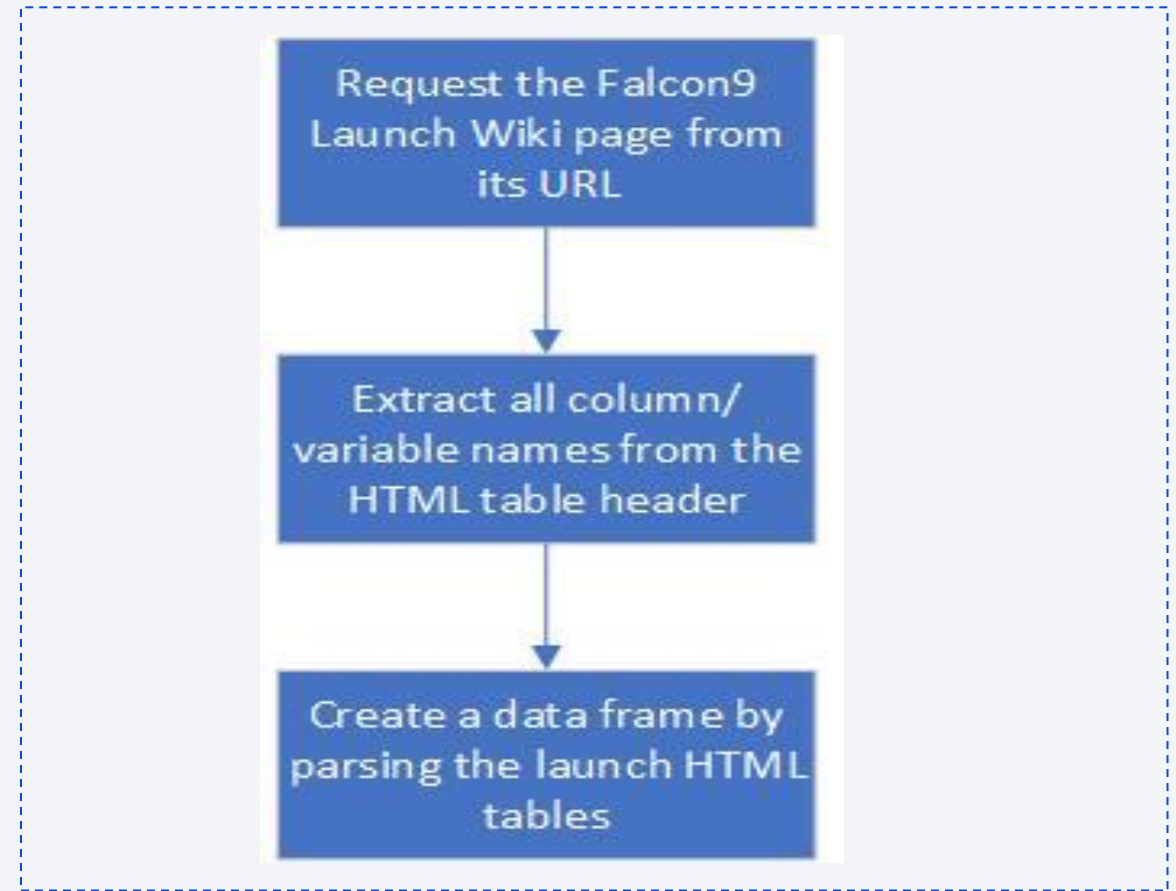 Request the Falcon9
Launch Wiki page from
its URL
Extract all column/
variable names from the
HTML table header
Create a data frame by
parsing the launch HTML
tables